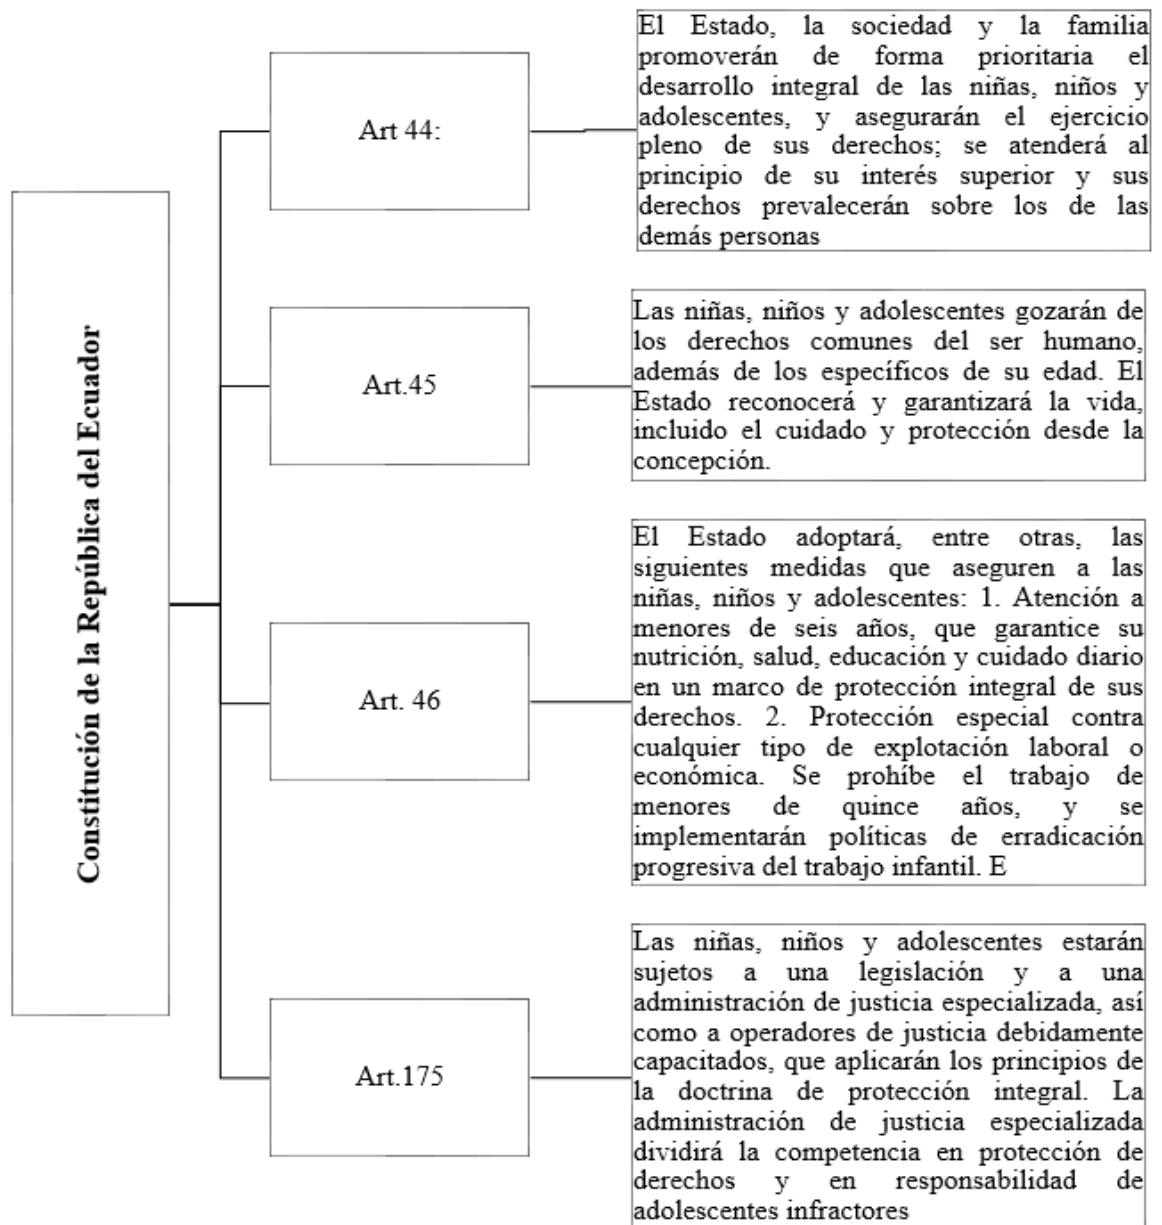 Constitución de la República del Ecuador
Art 44:
El Estado, la sociedad y la familia
promoverán de forma prioritaria el
desarrollo integral de las niñas, niños y
adolescentes, y asegurarán el ejercicio
pleno de sus derechos; se atenderá al
principio de su interés superior y sus
derechos prevalecerán sobre los de las
demás personas
Art.45
Las niñas, niños y adolescentes gozarán de
los derechos comunes del ser humano,
además de los específicos de su edad. El
Estado reconocerá y garantizará la vida,
incluido el cuidado y protección desde la
concepción.
Art. 46
El Estado adoptará, entre otras, las
siguientes medidas que aseguren a las
niñas, niños y adolescentes: 1. Atención a
menores de seis años, que garantice su
nutrición, salud, educación y cuidado diario
en un marco de protección integral de sus
derechos. 2. Protección especial contra
cualquier tipo de explotación laboral o
económica. Se prohíbe el trabajo de
menores de quince años, y se
implementarán políticas de erradicación
progresiva del trabajo infantil. E
Art.175
Las niñas, niños y adolescentes estarán
sujetos a una legislación y a una
administración de justicia especializada, así
como a operadores de justicia debidamente
capacitados, que aplicarán los principios de
la doctrina de protección integral. La
administración de justicia especializada
dividirá la competencia en protección de
derechos y en responsabilidad de
adolescentes infractores